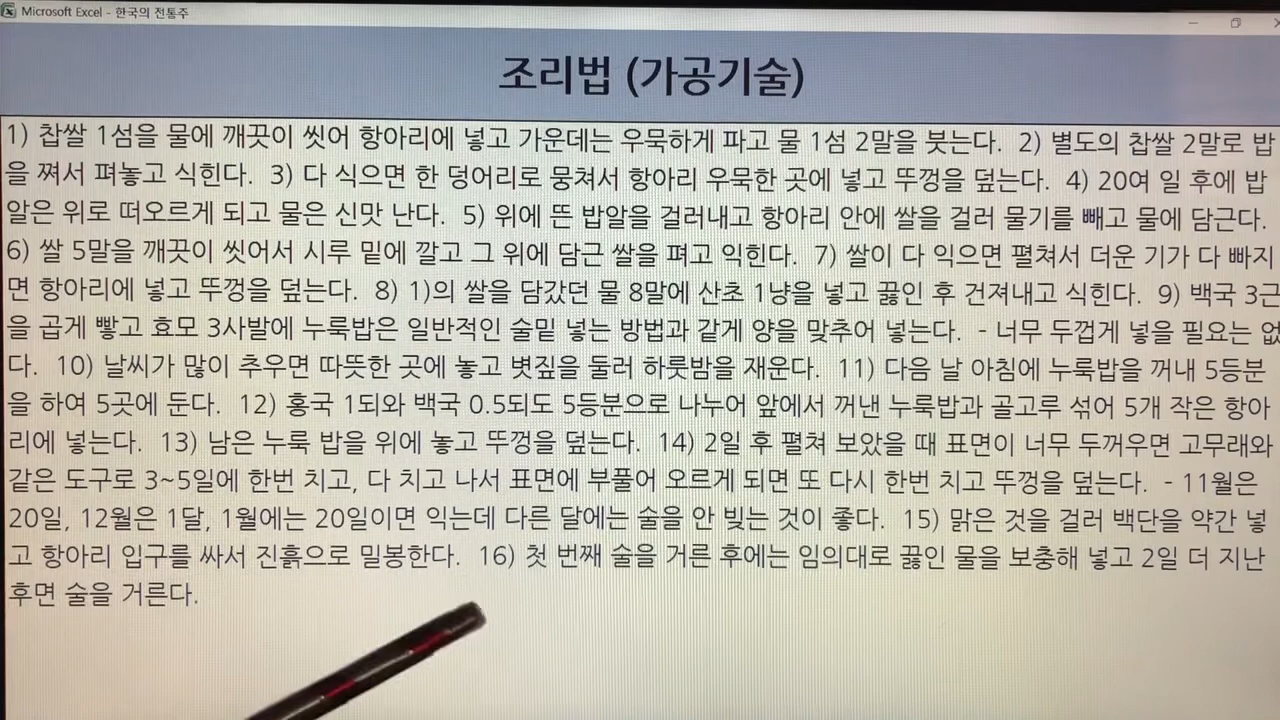 Microsoft Excel - 한국의 전통주
조리법 (가공기술)
1) 찹쌀 1섬을 물에 깨끗이 씻어 항아리에 넣고 가운데는 우묵하게 파고 물 1섬 2말을 붓는다.  2) 별도의 찹쌀 2말로 밥
을 쪄서 펴놓고 식힌다.  3) 다 식으면 한 덩어리로 뭉쳐서 항아리 우묵한 곳에 넣고 뚜껑을 덮는다.  4) 20여 일 후에 밥
알은 위로 떠오르게 되고 물은 신맛 난다.  5) 위에 뜬 밥알을 걸러내고 항아리 안에 쌀을 걸러 물기를 빼고 물에 담근다.
6) 쌀 5말을 깨끗이 씻어서 시루 밑에 깔고 그 위에 담근 쌀을 펴고 익힌다.  7) 쌀이 다 익으면 펼쳐서 더운 기가 다 빠지
면 항아리에 넣고 뚜껑을 덮는다.  8) 1)의 쌀을 담갔던 물 8말에 산초 1냥을 넣고 끓인 후 건져내고 식힌다.  9) 백국 3근
을 곱게 빻고 효모 3사발에 누룩밥은 일반적인 술밑 넣는 방법과 같게 양을 맞추어 넣는다.  - 너무 두껍게 넣을 필요는 없
다.  10) 날씨가 많이 추우면 따뜻한 곳에 놓고 볏짚을 둘러 하룻밤을 재운다.  11) 다음 날 아침에 누룩밥을 꺼내 5등분
을 하여 5곳에 둔다.  12) 홍국 1되와 백국 0.5되도 5등분으로 나누어 앞에서 꺼낸 누룩밥과 골고루 섞어 5개 작은 항아
리에 넣는다.  13) 남은 누룩 밥을 위에 놓고 뚜껑을 덮는다.  14) 2일 후 펼쳐 보았을 때 표면이 너무 두꺼우면 고무래와
같은 도구로 3~5일에 한번 치고, 다 치고 나서 표면에 부풀어 오르게 되면 또 다시 한번 치고 뚜껑을 덮는다.  - 11월은
20일, 12월은 1달, 1월에는 20일이면 익는데 다른 달에는 술을 안 빚는 것이 좋다.  15) 맑은 것을 걸러 백단을 약간 넣
고 항아리 입구를 싸서 진흙으로 밀봉한다.  16) 첫 번째 술을 거른 후에는 임의대로 끓인 물을 보충해 넣고 2일 더 지난
후면 술을 거른다.